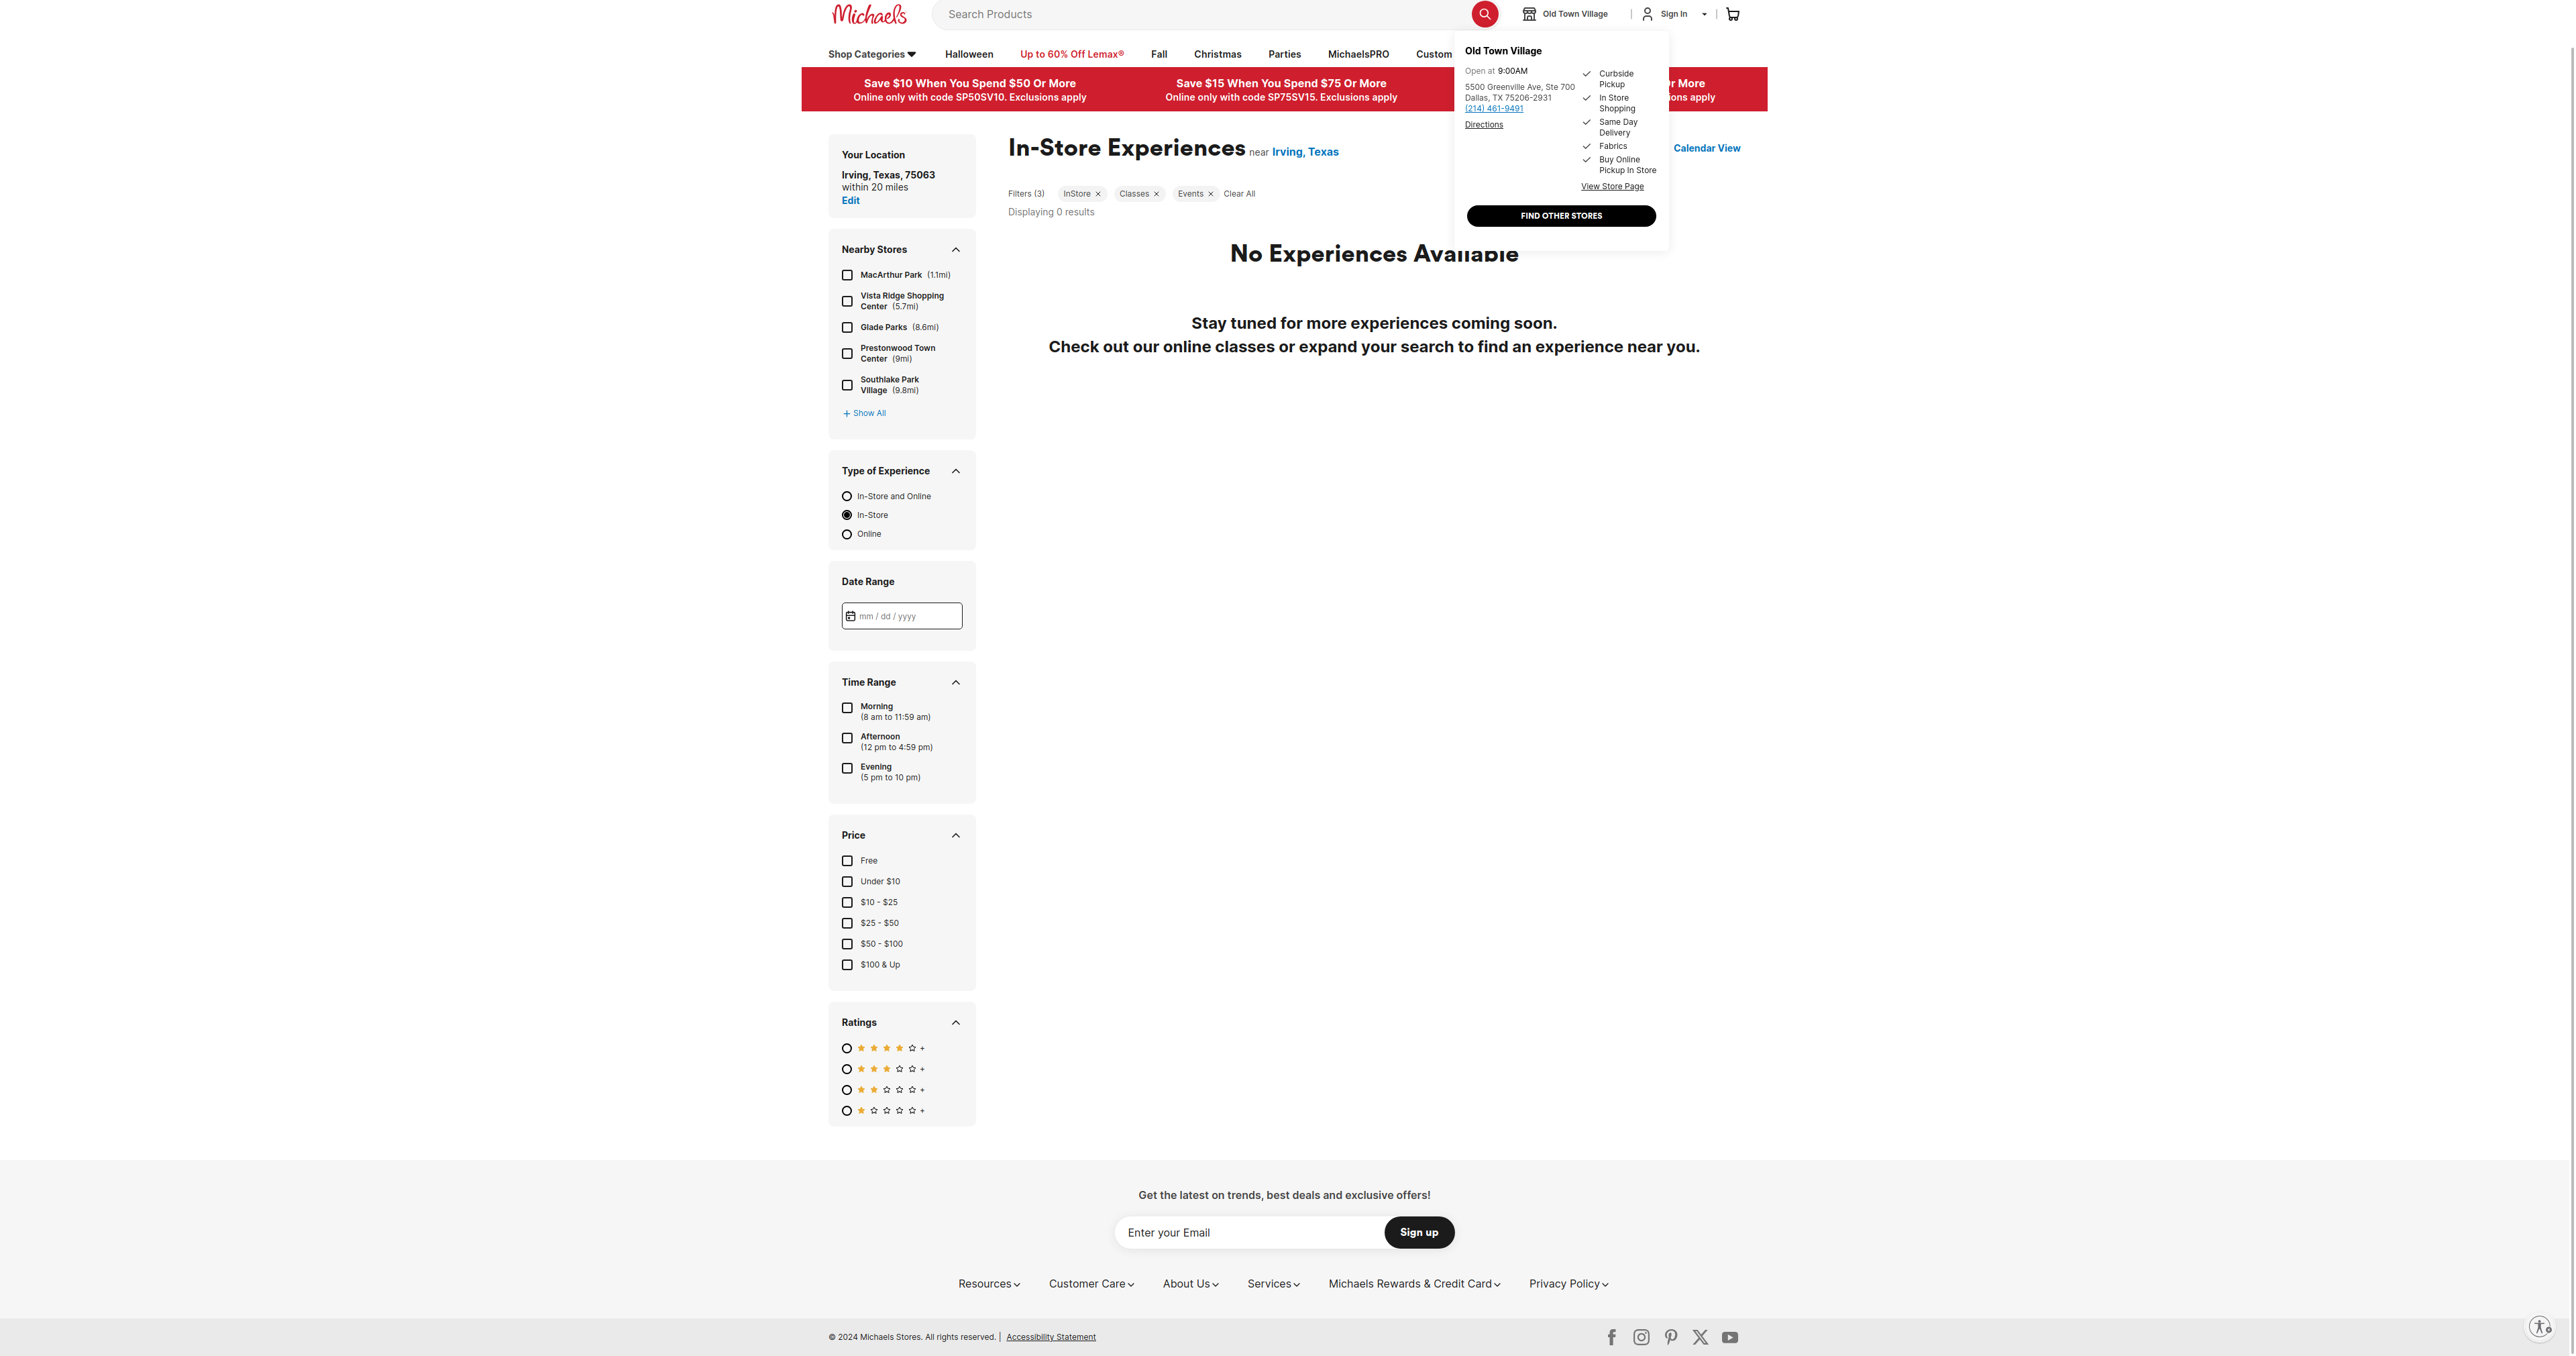 Michaels
Search Products
Old Town Village
Sign In
Shop Categories
Halloween
Up to 60% Off Lemax®
Fall
Christmas
Parties
MichaelsPRO
Custom
Save $10 When You Spend $50 Or More
Online only with code SP50SV10. Exclusions apply
Save $15 When You Spend $75 Or More
Online only with code SP75SV15. Exclusions apply
Or More
ons apply
Old Town Village
Open at 9:00AM
5500 Greenville Ave, Ste 700
Dallas, TX 75206-2931
(214) 461-9491
Directions
Curbside
Pickup
In Store
Shopping
Same Day
Delivery
Fabrics
Buy Online
Pickup In Store
View Store Page
FIND OTHER STORES
Your Location
Irving, Texas, 75063
within 20 miles
Edit
In-Store Experiences near Irving, Texas
Calendar View
Filters (3)
InStore
Classes
Events
Clear All
Displaying 0 results
No Experiences Available
Stay tuned for more experiences coming soon.
Check out our online classes or expand your search to find an experience near you.
Nearby Stores
MacArthur Park (1.1mi)
Vista Ridge Shopping
Center (5.7mi)
Glade Parks (8.6mi)
Prestonwood Town
Center (9mi)
Southlake Park
Village (9.8mi)
+ Show All
Type of Experience
In-Store and Online
In-Store
Online
Date Range
mm / dd / yyyy
Time Range
Morning
(8 am to 11:59 am)
Afternoon
(12 pm to 4:59 pm)
Evening
(5 pm to 10 pm)
Price
Free
Under $10
$10 - $25
$25 - $50
$50 - $100
$100 & Up
Ratings
+
+
+
+
Get the latest on trends, best deals and exclusive offers!
Enter your Email
Sign up
Resources
Customer Care
About Us
Services
Michaels Rewards & Credit Card
Privacy Policy
© 2024 Michaels Stores. All rights reserved. |
Accessibility Statement